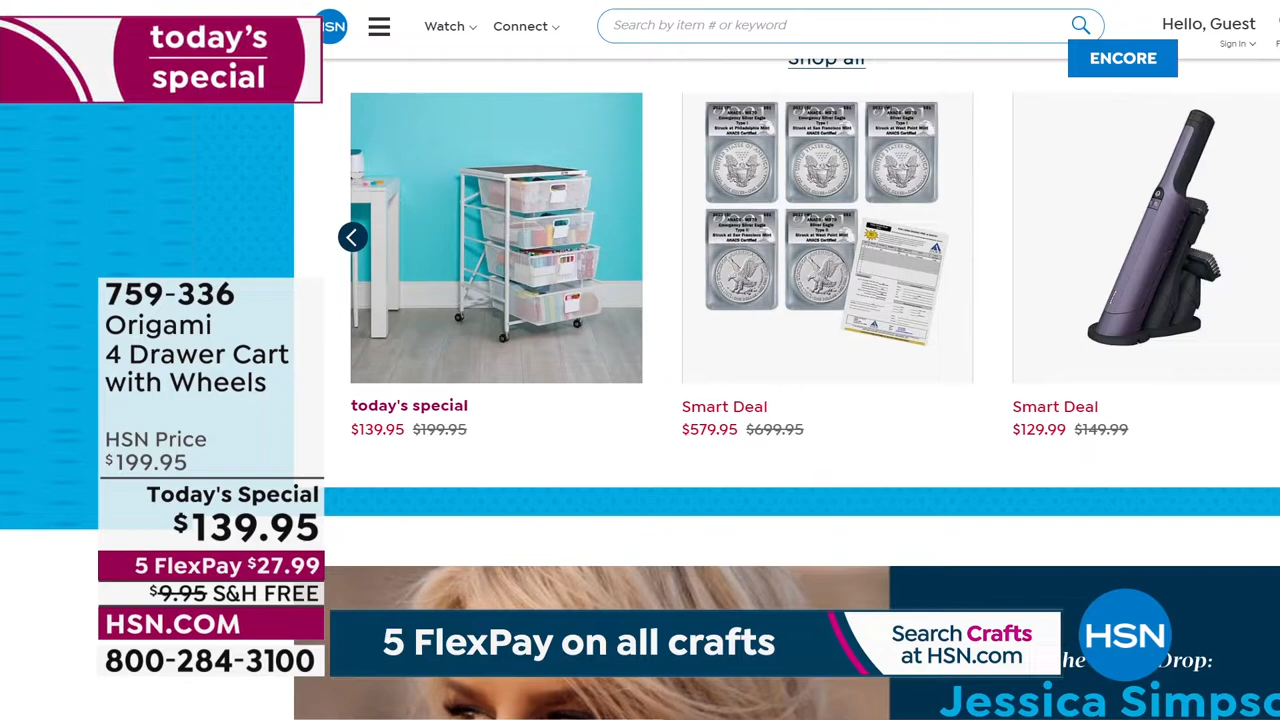 today's
special
HSN
Watch
Connect
Search by item # or keyword
Hello, Guest
Sign In
ENCORE
Shop all
759-336
Origami
4 Drawer Cart
with Wheels
HSN Price
$199.95
Today's Special
$139.95
5 FlexPay $27.99
$9.95 S&H FREE
HSN.COM
800-284-3100
today's special
$139.95 $199.95
Smart Deal
$579.95 $699.95
Smart Deal
$129.99 $149.99
5 FlexPay on all crafts
Search Crafts
at HSN.com
HSN
Drop:
Jessica Simpso